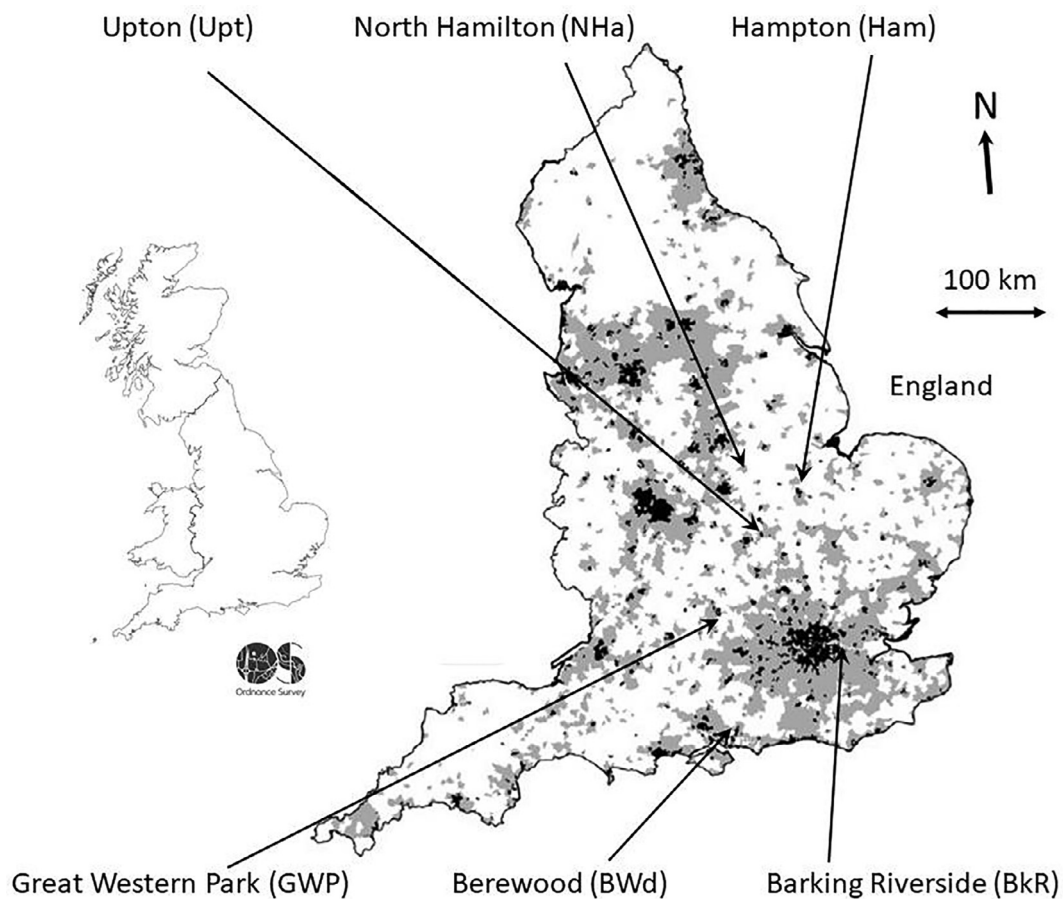 Upton (Upt)
North Hamilton (NHa)
Hampton (Ham)
N
100 km
England
OS
Ordnance Survey
Great Western Park (GWP)
Berewood (BWd)
Barking Riverside (BkR)